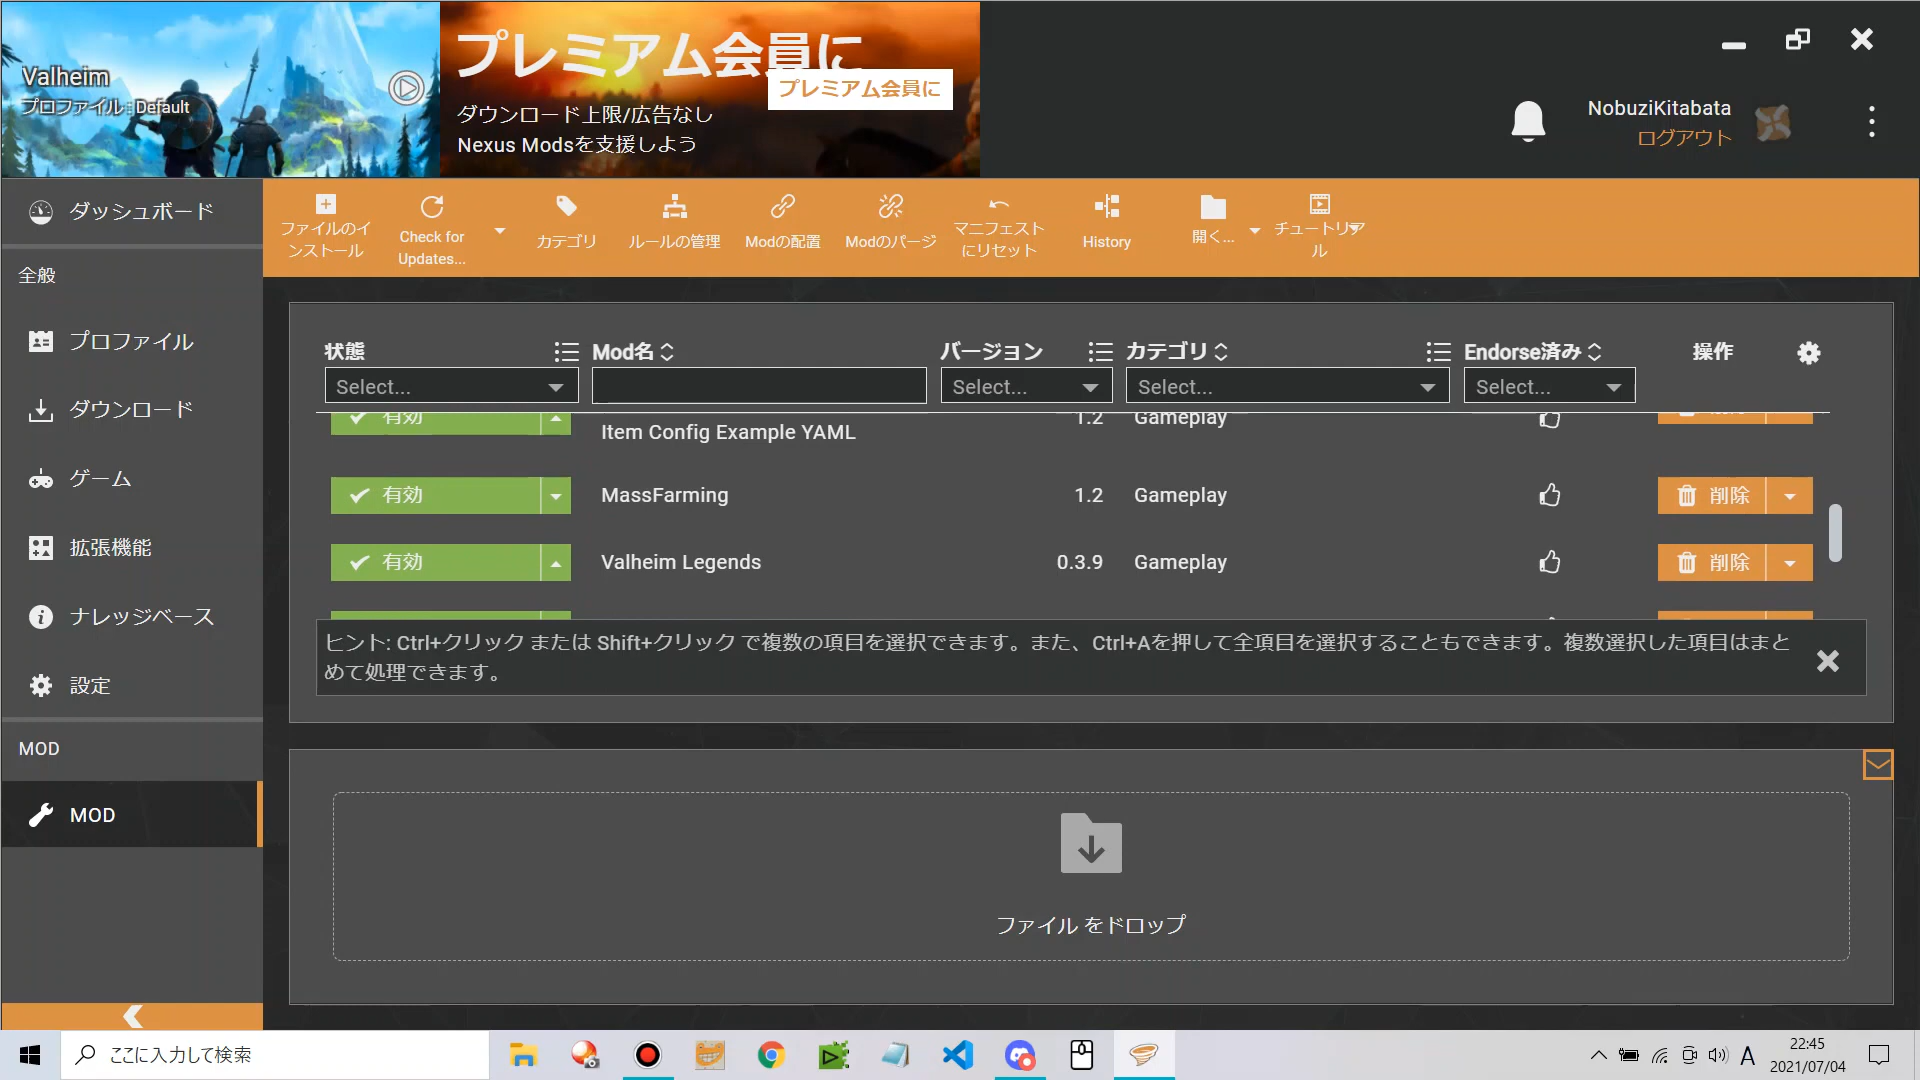 Valheim
プロファイル : Default
プレミアム会員に
プレミアム会員に
ダウンロード上限/広告なし
Nexus Modsを支援しよう
NobuziKitabata
ログアウト
ダッシュボード
全般
プロファイル
ダウンロード
ゲーム
拡張機能
ナレッジベース
設定
MOD
MOD
ファイルのイ
ンストール
Check for
Updates...
カテゴリ
ルールの管理
Modの配置
Modのパージ
マニフェスト
にリセット
History
開く...
チュートリア
ル
状態
Mod名
バージョン
カテゴリ
Endorse済み
操作
Select...
Select...
Select...
Select...
有効
Item Config Example YAML
1.2
Gameplay
有効
MassFarming
1.2
Gameplay
削除
有効
Valheim Legends
0.3.9
Gameplay
削除
ヒント: Ctrl+クリック または Shift+クリック で複数の項目を選択できます。また、Ctrl+Aを押して全項目を選択することもできます。複数選択した項目はまと
めて処理できます。
ファイル をドロップ
ここに入力して検索
A
22:45
2021/07/04